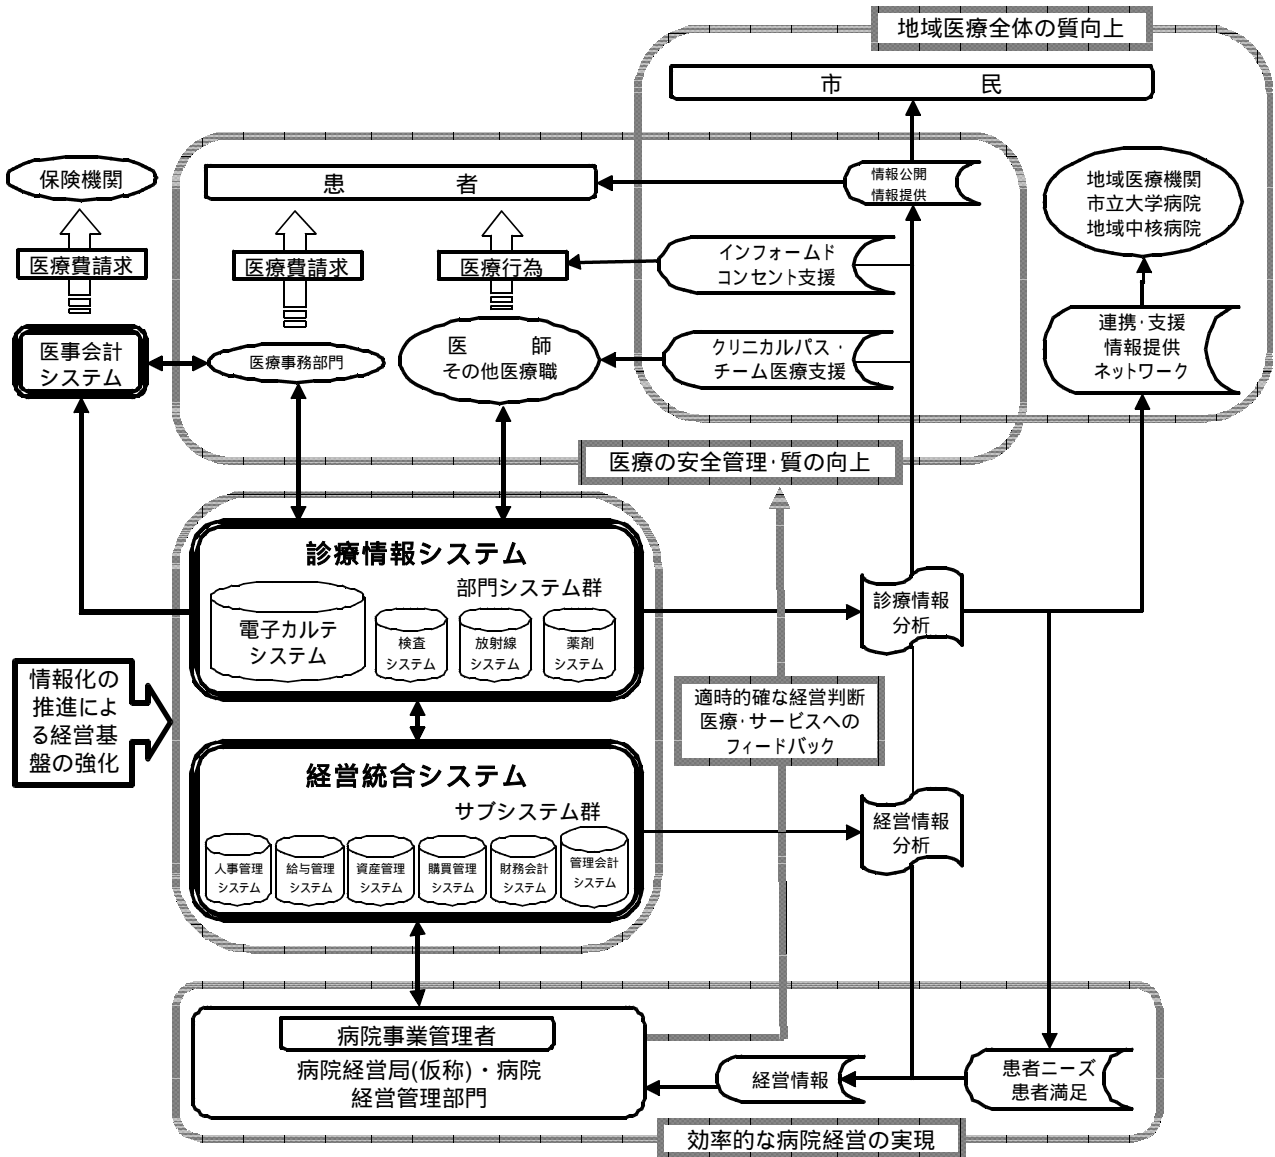 地域医療全体の質向上
市　民
保険機関
患　者
情報公開
情報提供
地域医療機関
市立大学病院
地域中核病院
医療費請求
医療費請求
医療行為
インフォームド
コンセント支援
医事会計
システム
医療事務部門
医　師
その他医療職
クリニカルパス・
チーム医療支援
連携・支援
情報提供
ネットワーク
医療の安全管理・質の向上
診療情報システム
部門システム群
電子カルテ
システム
検査
システム
放射線
システム
薬剤
システム
診療情報
分析
情報化の
推進によ
る経営基
盤の強化
適時的確な経営判断
医療・サービスへの
フィードバック
経営統合システム
サブシステム群
人事管理
システム
給与管理
システム
資産管理
システム
購買管理
システム
財務会計
システム
管理会計
システム
経営情報
分析
病院事業管理者
病院経営局(仮称)・病院
経営管理部門
経営情報
患者ニーズ
患者満足
効率的な病院経営の実現